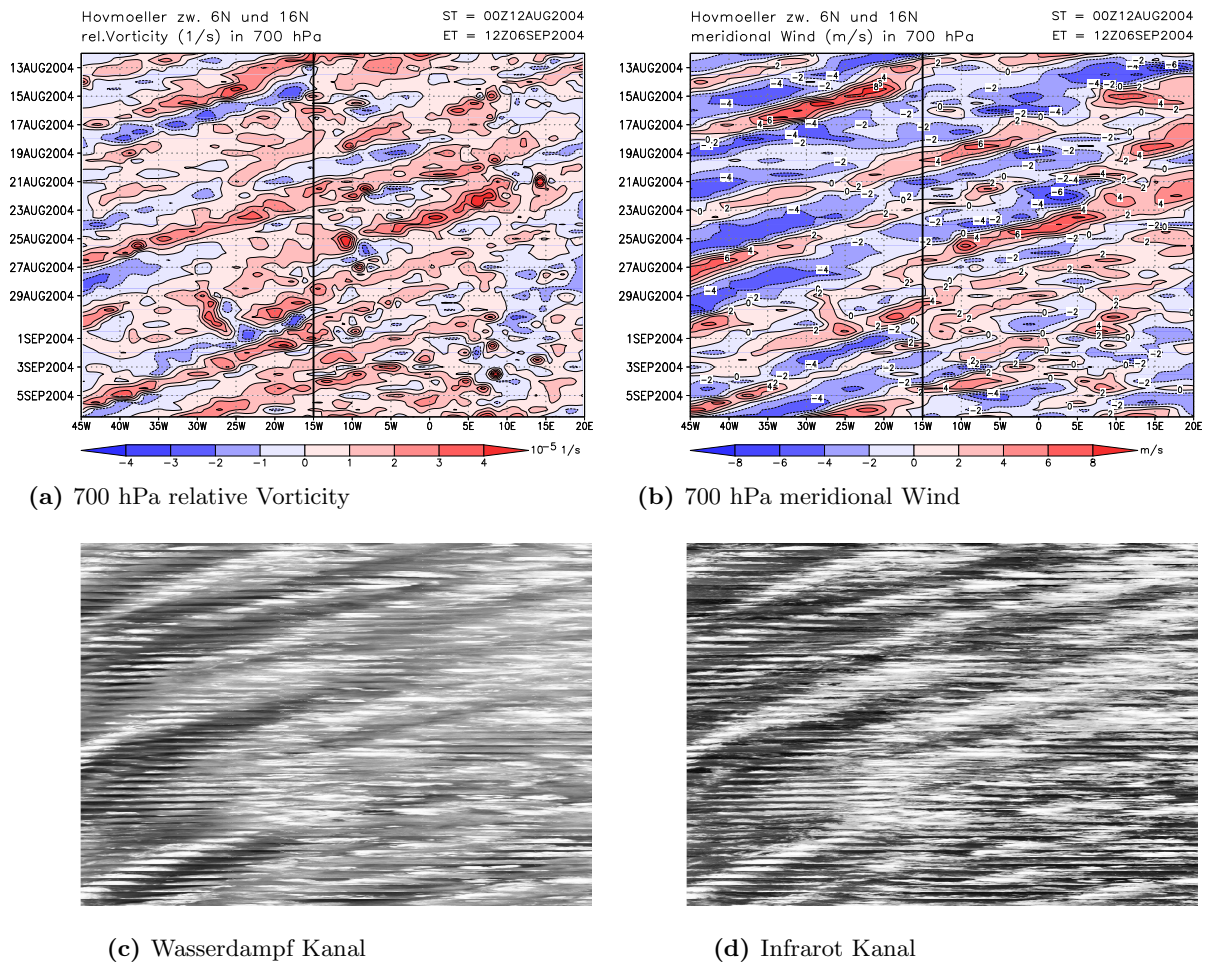 Hovmoeller zw. 6N und 16N
ST = 00Z12AUG2004
rel.Vorticity (1/s) in 700 hPa
ET = 12Z06SEP2004
13AUG2004
15AUG2004
17AUG2004
19AUG2004
21AUG2004
23AUG2004
25AUG2004
27AUG2004
29AUG2004
1SEP2004
3SEP2004
5SEP2004
45W 40W 35W 30W 25W 20W 15W 10W 5W 0 5E 10E 15E 20E
-4 -3 -2 -1 0 1 2 3 4
10⁻⁵ 1/s
(a) 700 hPa relative Vorticity
Hovmoeller zw. 6N und 16N
ST = 00Z12AUG2004
meridional Wind (m/s) in 700 hPa
ET = 12Z06SEP2004
13AUG2004
15AUG2004
17AUG2004
19AUG2004
21AUG2004
23AUG2004
25AUG2004
27AUG2004
29AUG2004
1SEP2004
3SEP2004
5SEP2004
45W 40W 35W 30W 25W 20W 15W 10W 5W 0 5E 10E 15E 20E
-8 -6 -4 -2 0 2 4 6 8
m/s
(b) 700 hPa meridional Wind
(c) Wasserdampf Kanal
(d) Infrarot Kanal